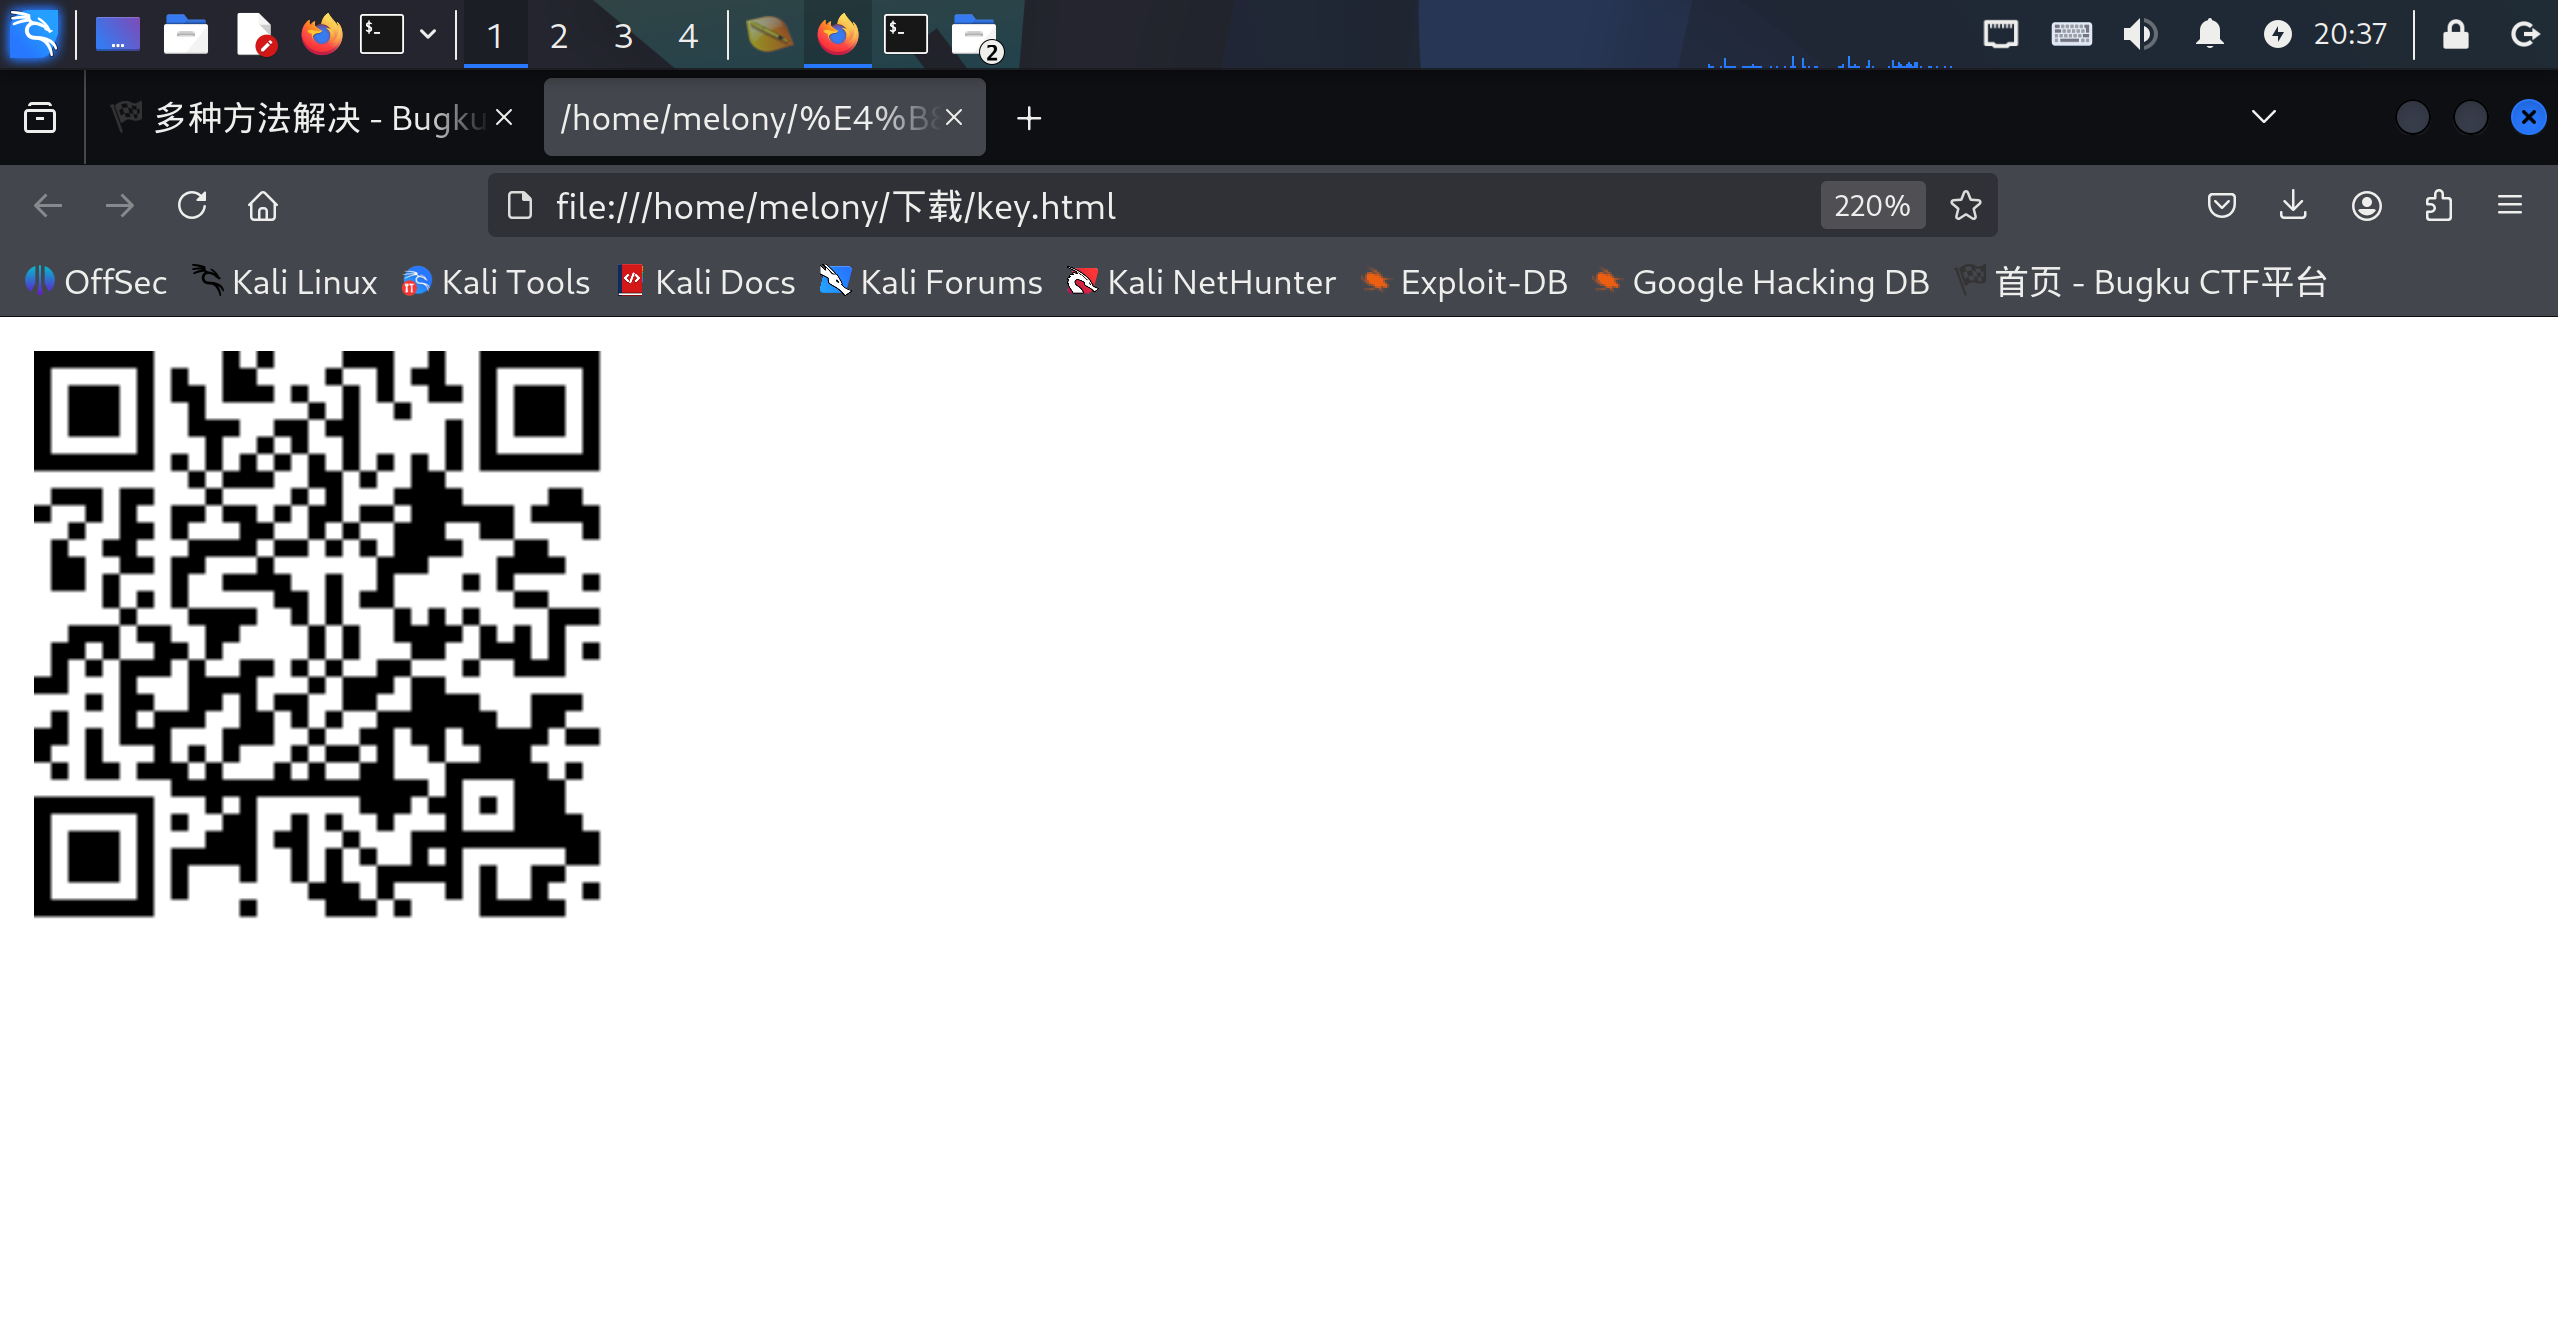 1 2 3 4 2 20:37
多种方法解决 - Bugku /home/melony/%E4%B8
file:///home/melony/下载/key.html 220%
OffSec Kali Linux Kali Tools Kali Docs Kali Forums Kali NetHunter Exploit-DB Google Hacking DB 首页 - Bugku CTF平台